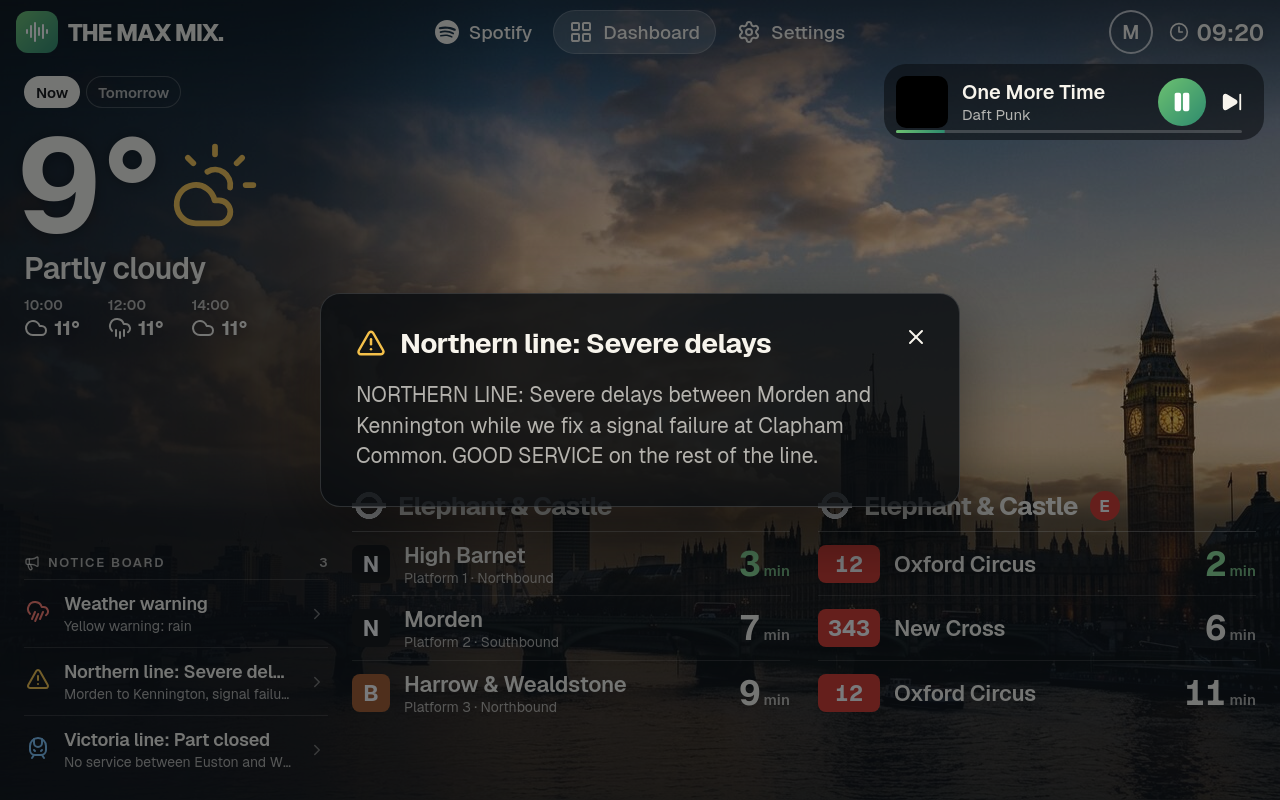 THE MAX MIX.
Spotify
Dashboard
Settings
M
09:20
Now
Tomorrow
One More Time
Daft Punk
9°
Partly cloudy
10:00 12:00 14:00
11° 11° 11°
Northern line: Severe delays
NORTHERN LINE: Severe delays between Morden and
Kennington while we fix a signal failure at Clapham
Common. GOOD SERVICE on the rest of the line.
NOTICE BOARD 3
Weather warning
Yellow warning: rain
Northern line: Severe del...
Morden to Kennington, signal failu...
Victoria line: Part closed
No service between Euston and W...
Elephant & Castle
N High Barnet 3 min
Platform 1 · Northbound
N Morden 7 min
Platform 2 · Southbound
B Harrow & Wealdstone 9 min
Platform 3 · Northbound
Elephant & Castle E
12 Oxford Circus 2 min
343 New Cross 6 min
12 Oxford Circus 11 min